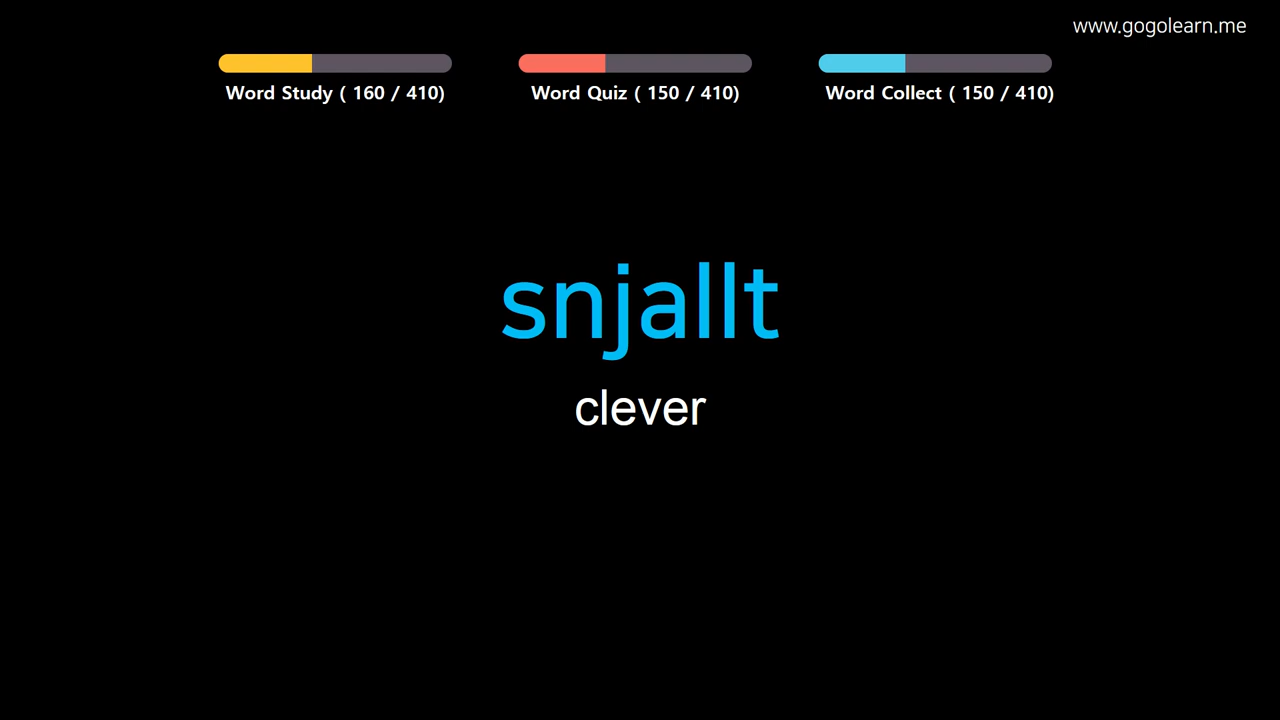 www.gogolearn.me
Word Study ( 160 / 410)
Word Quiz ( 150 / 410)
Word Collect ( 150 / 410)
snjallt
clever